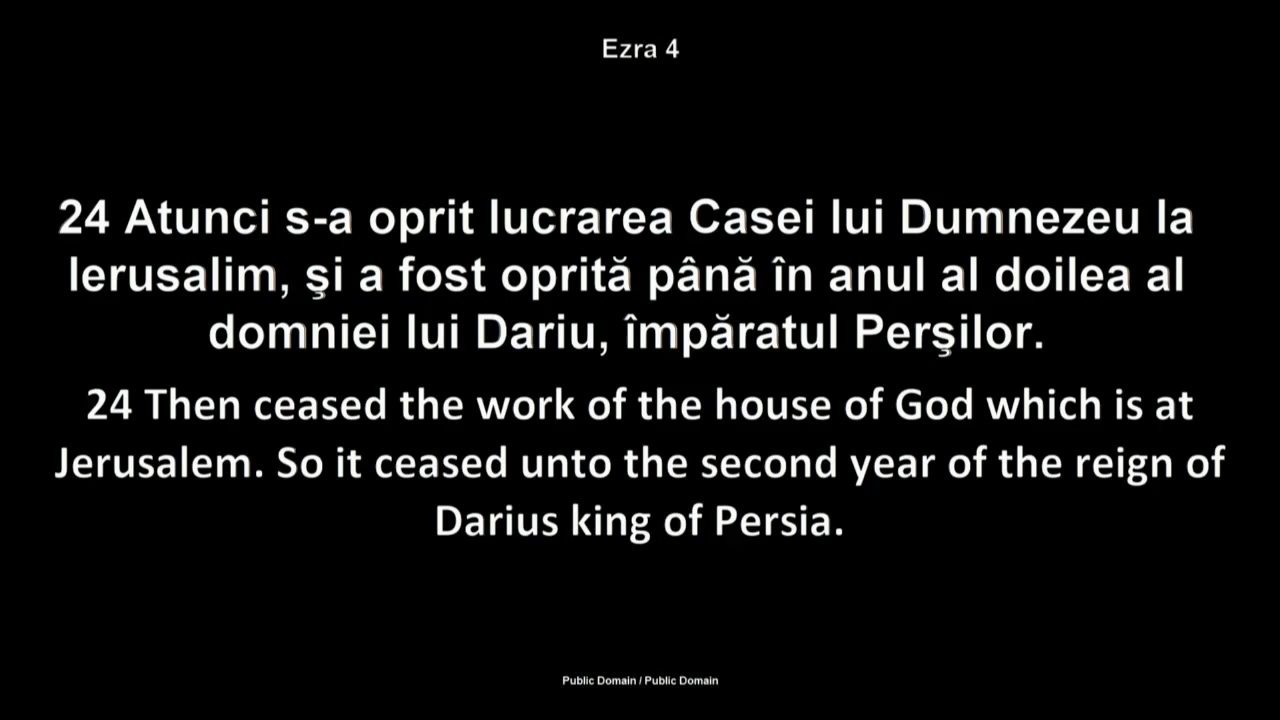 Ezra 4
24 Atunci s-a oprit lucrarea Casei lui Dumnezeu la
Ierusalim, şi a fost oprită până în anul al doilea al
domniei lui Dariu, împăratul Perşilor.
24 Then ceased the work of the house of God which is at
Jerusalem. So it ceased unto the second year of the reign of
Darius king of Persia.
Public Domain / Public Domain